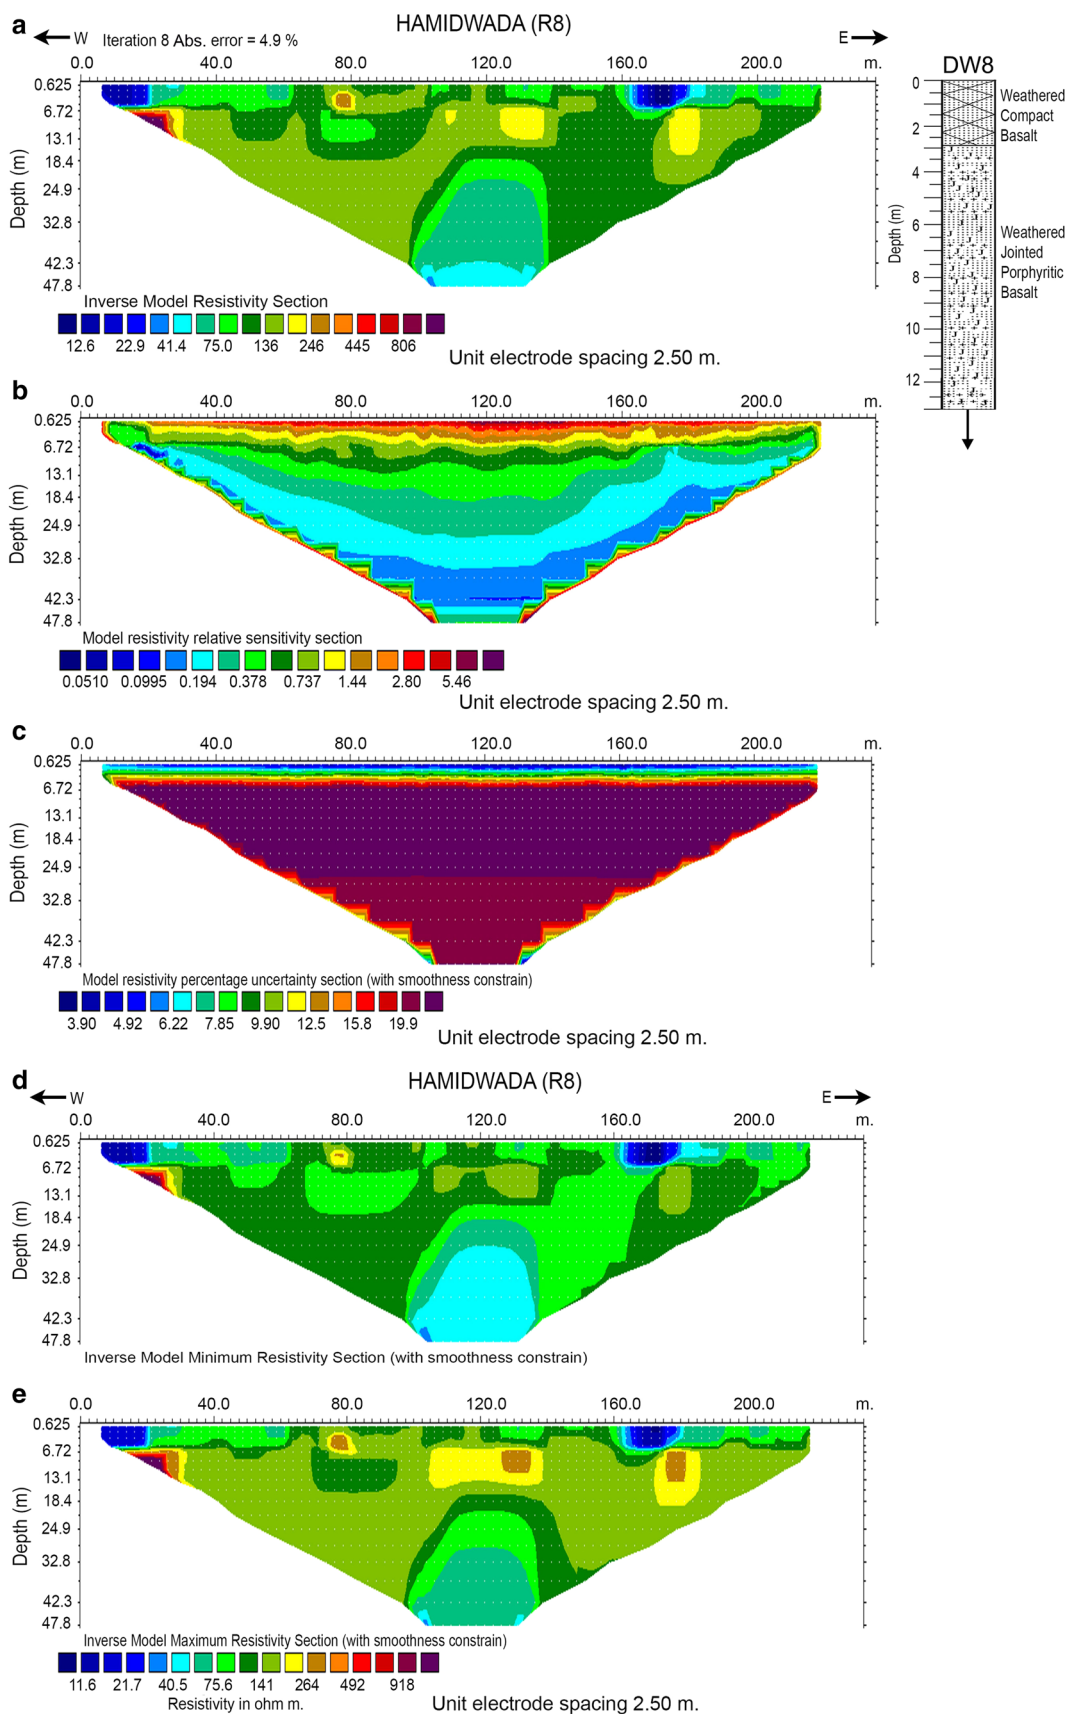 a
HAMIDWADA (R8)
W Iteration 8 Abs. error = 4.9 %
E
0.0 40.0 80.0 120.0 160.0 200.0 m.
0.625
6.72
13.1
18.4
24.9
32.8
42.3
47.8
Depth (m)
Inverse Model Resistivity Section
12.6 22.9 41.4 75.0 136 246 445 806
Unit electrode spacing 2.50 m.
DW8
0
2
4
6
8
10
12
Depth (m)
Weathered
Compact
Basalt
Weathered
Jointed
Porphyritic
Basalt
b
0.0 40.0 80.0 120.0 160.0 200.0 m.
0.625
6.72
13.1
18.4
24.9
32.8
42.3
47.8
Depth (m)
Model resistivity relative sensitivity section
0.0510 0.0995 0.194 0.378 0.737 1.44 2.80 5.46
Unit electrode spacing 2.50 m.
c
0.0 40.0 80.0 120.0 160.0 200.0 m.
0.625
6.72
13.1
18.4
24.9
32.8
42.3
47.8
Depth (m)
Model resistivity percentage uncertainty section (with smoothness constrain)
3.90 4.92 6.22 7.85 9.90 12.5 15.8 19.9
Unit electrode spacing 2.50 m.
d
HAMIDWADA (R8)
W
E
0.0 40.0 80.0 120.0 160.0 200.0 m.
0.625
6.72
13.1
18.4
24.9
32.8
42.3
47.8
Depth (m)
Inverse Model Minimum Resistivity Section (with smoothness constrain)
e
0.0 40.0 80.0 120.0 160.0 200.0 m.
0.625
6.72
13.1
18.4
24.9
32.8
42.3
47.8
Depth (m)
Inverse Model Maximum Resistivity Section (with smoothness constrain)
11.6 21.7 40.5 75.6 141 264 492 918
Resistivity in ohm m.
Unit electrode spacing 2.50 m.